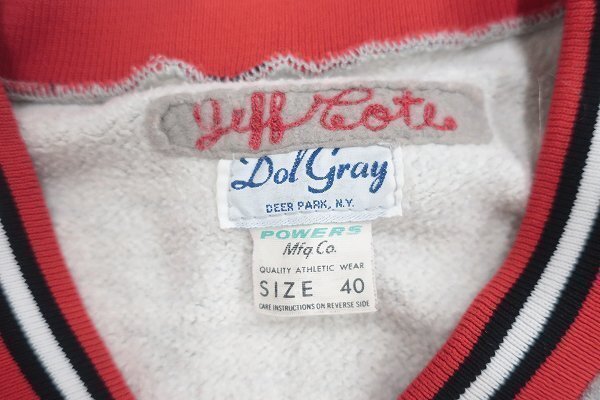 Jeff Cote
Dol Gray
DEER PARK, N.Y.
POWERS
Mfg. Co.
QUALITY ATHLETIC WEAR
SIZE 40
CARE INSTRUCTIONS ON REVERSE SIDE